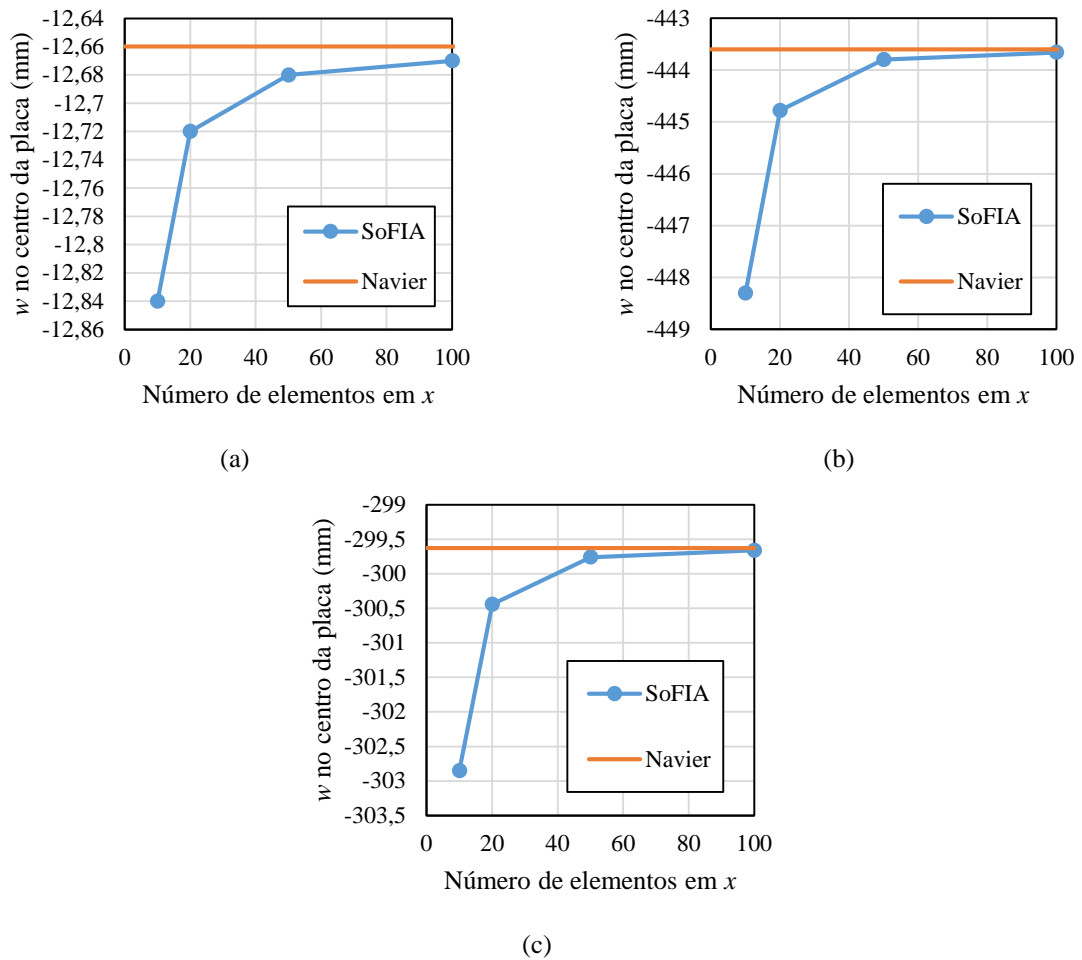 -12,64
-12,66
-12,68
-12,7
-12,72
-12,74
-12,76
-12,78
-12,8
-12,82
-12,84
-12,86
w no centro da placa (mm)
SoFIA
Navier
0 20 40 60 80 100
Número de elementos em x
(a)
-443
-444
-445
-446
-447
-448
-449
w no centro da placa (mm)
SoFIA
Navier
0 20 40 60 80 100
Número de elementos em x
(b)
-299
-299,5
-300
-300,5
-301
-301,5
-302
-302,5
-303
-303,5
w no centro da placa (mm)
SoFIA
Navier
0 20 40 60 80 100
Número de elementos em x
(c)